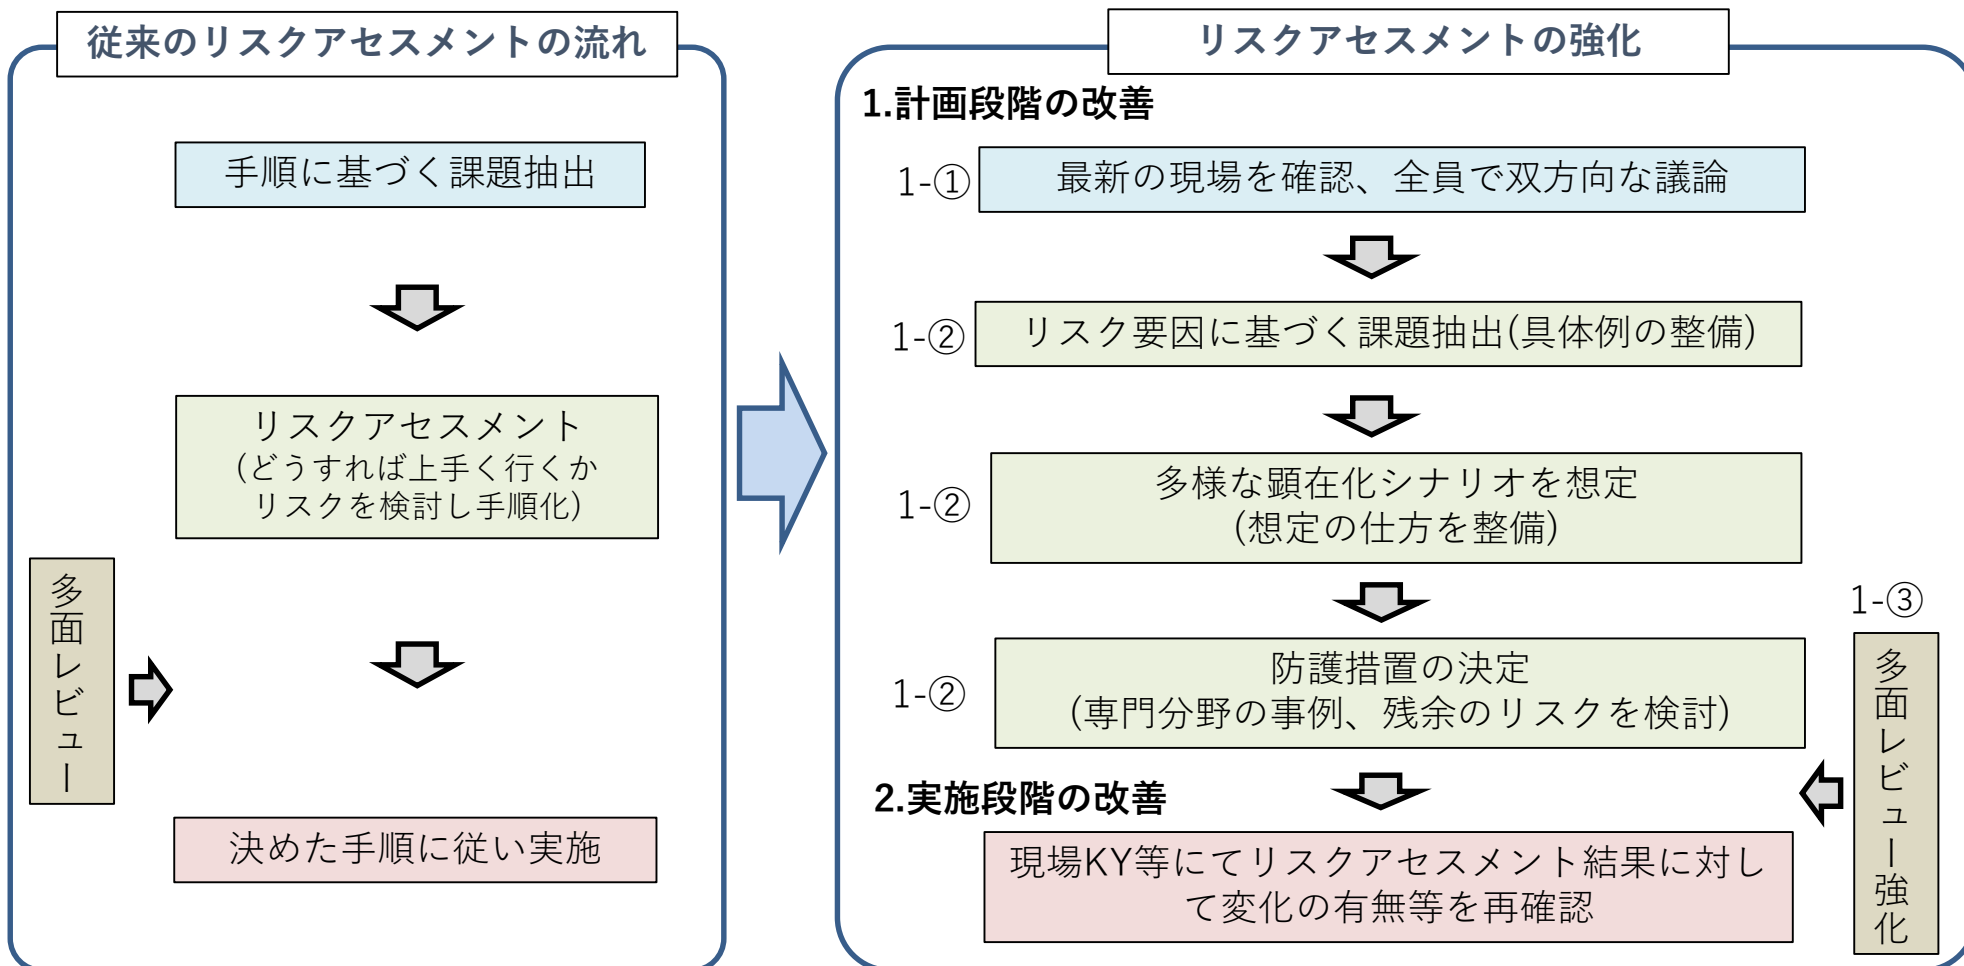 従来のリスクアセスメントの流れ
手順に基づく課題抽出
リスクアセスメント
(どうすれば上手く行くか
リスクを検討し手順化)
多面レビュー
決めた手順に従い実施
リスクアセスメントの強化
1.計画段階の改善
1-① 最新の現場を確認、全員で双方向な議論
1-② リスク要因に基づく課題抽出(具体例の整備)
1-② 多様な顕在化シナリオを想定
(想定の仕方を整備)
1-② 防護措置の決定
(専門分野の事例、残余のリスクを検討)
1-③
多面レビュー強化
2.実施段階の改善
現場KY等にてリスクアセスメント結果に対し
て変化の有無等を再確認